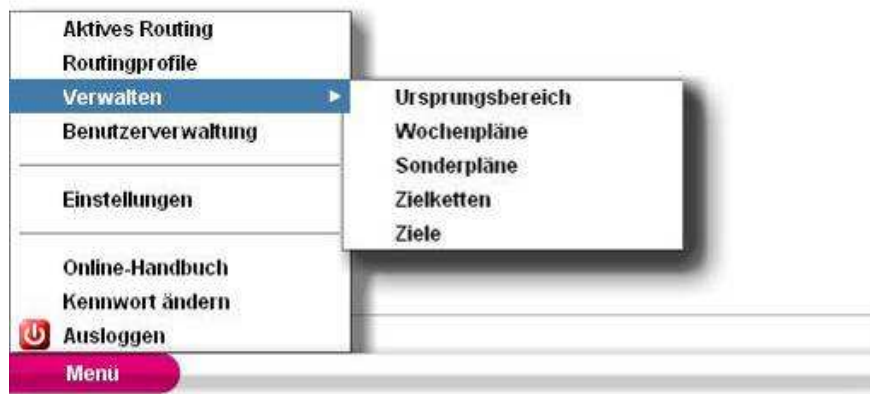 Aktives Routing
Routingprofile
Verwalten
Benutzerverwaltung
Einstellungen
Online-Handbuch
Kennwort ändern
Ausloggen
Menü
Ursprungsbereich
Wochenpläne
Sonderpläne
Zielketten
Ziele